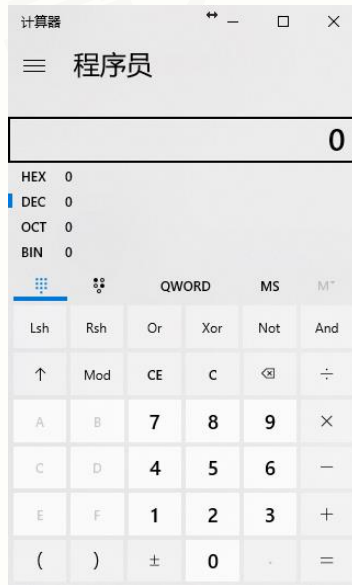 计算器
程序员
0
HEX 0
DEC 0
OCT 0
BIN 0
QWORD MS M˅
Lsh Rsh Or Xor Not And
↑ Mod CE C ⌫ ÷
A B 7 8 9 ×
C D 4 5 6 −
E F 1 2 3 +
( ) ± 0 . =